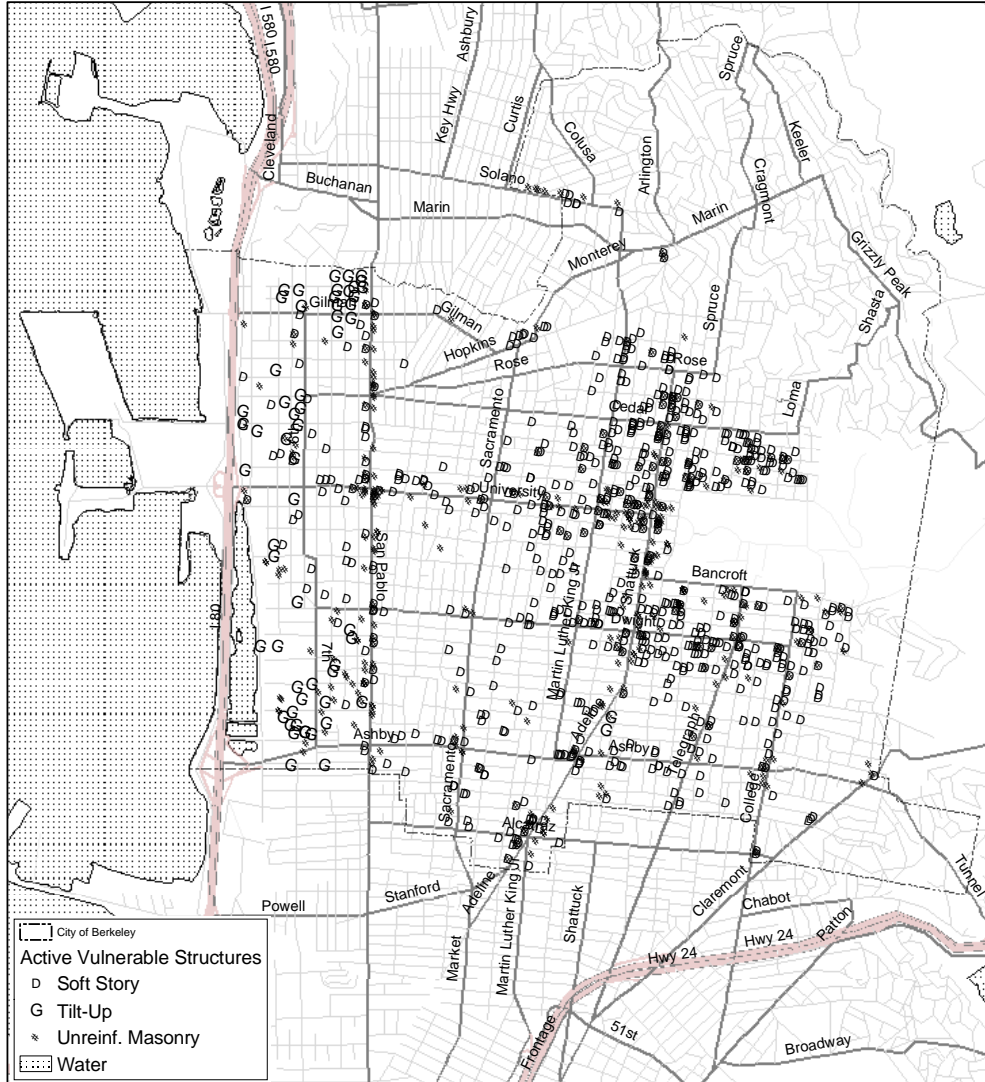 I 580 I 580
Ashbury
Key Hwy
Curtis
Colusa
Arlington
Spruce
Keeler
Cragmont
Cleveland
Buchanan
Solano
Marin
Marin
Monterey
Grizzly Peak
Shasta
Gilman
Gilman
Hopkins
Rose
Rose
Spruce
Loma
Cedar
6th
Sacramento
University
San Pablo
Martin Luther King Jr
Shattuck
Bancroft
Dwight
I 80
7th
Adeline
Telegraph
Ashby
Ashby
Sacramento
College
Alcatraz
Tunnel
Claremont
Stanford
Adeline
Powell
Market
Martin Luther King Jr
Shattuck
Chabot
Patton
Hwy 24
Hwy 24
Frontage
51st
Broadway
City of Berkeley
Active Vulnerable Structures
D Soft Story
G Tilt-Up
Unreinf. Masonry
Water